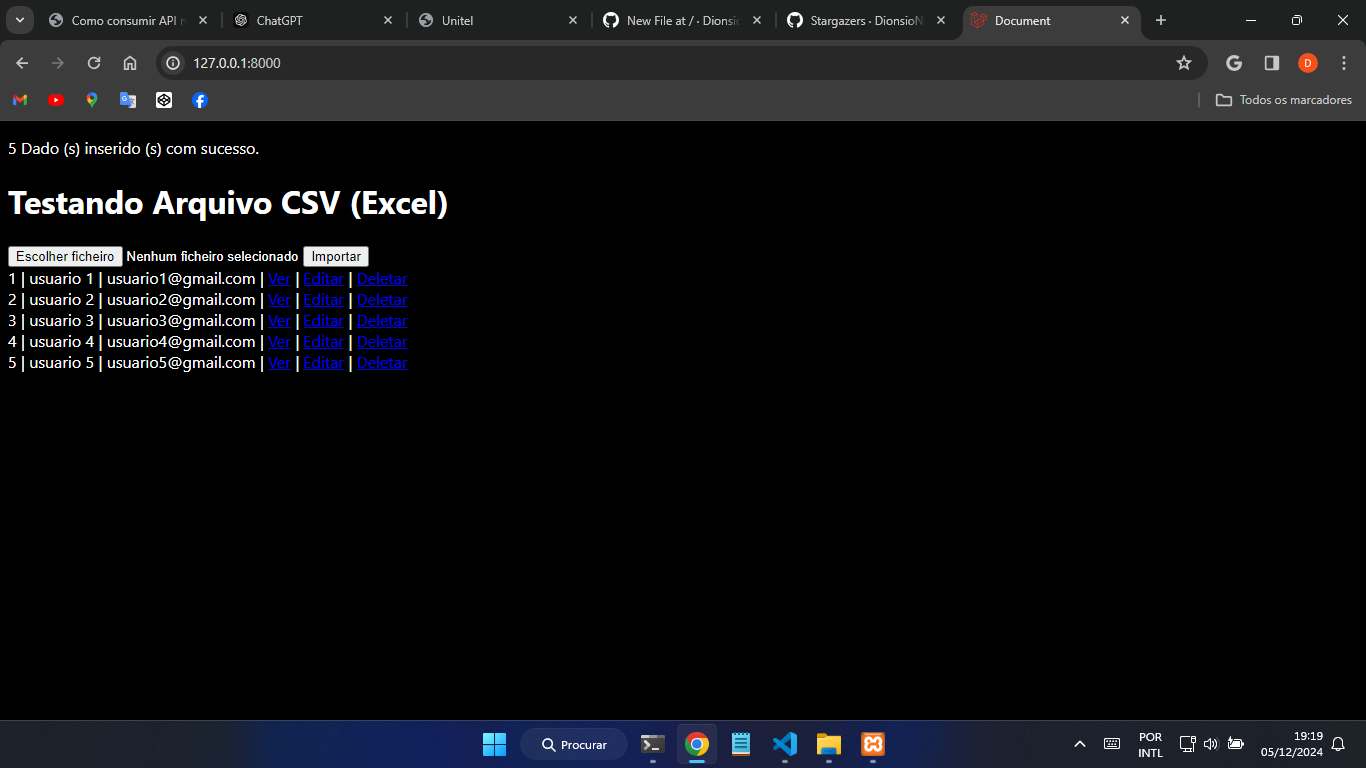 Como consumir API
ChatGPT
Unitel
New File at / · Dionsio
Stargazers · DionsioN
Document
127.0.0.1:8000
Todos os marcadores
5 Dado (s) inserido (s) com sucesso.
Testando Arquivo CSV (Excel)
Escolher ficheiro Nenhum ficheiro selecionado Importar
1 | usuario 1 | usuario1@gmail.com | Ver | Editar | Deletar
2 | usuario 2 | usuario2@gmail.com | Ver | Editar | Deletar
3 | usuario 3 | usuario3@gmail.com | Ver | Editar | Deletar
4 | usuario 4 | usuario4@gmail.com | Ver | Editar | Deletar
5 | usuario 5 | usuario5@gmail.com | Ver | Editar | Deletar
Procurar
POR
INTL
19:19
05/12/2024